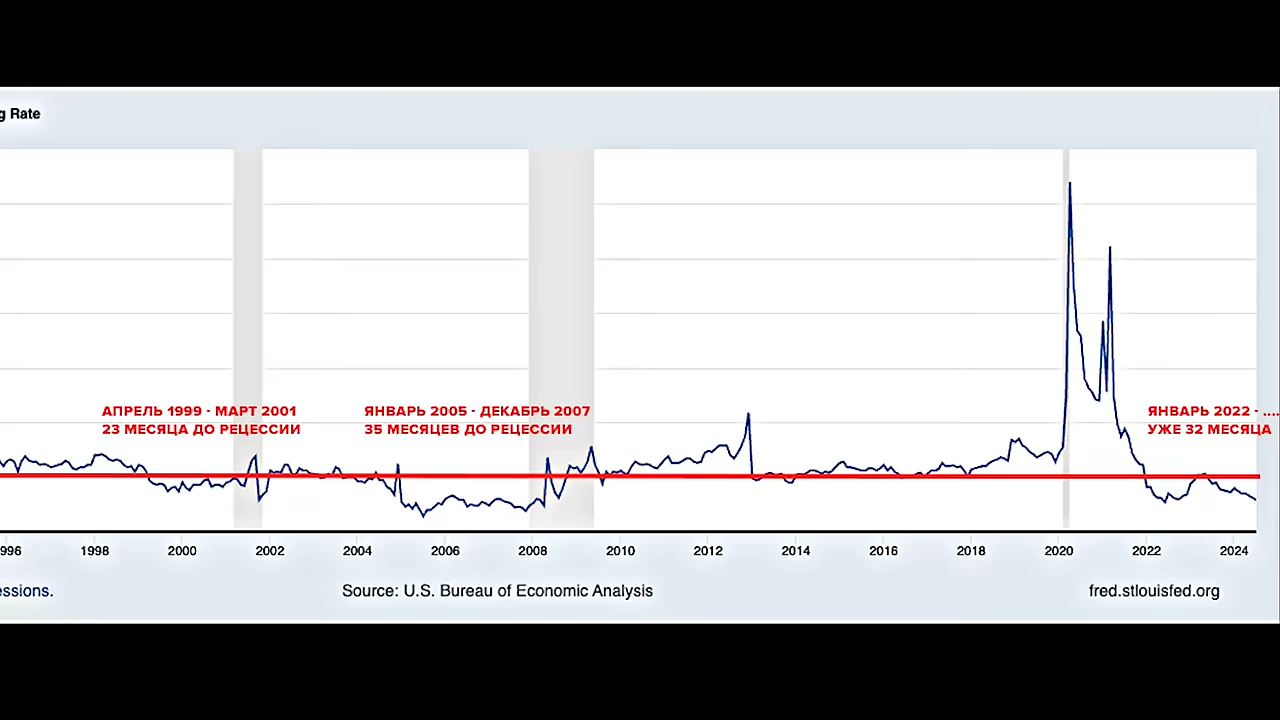 g Rate
АПРЕЛЬ 1999 - МАРТ 2001
23 МЕСЯЦА ДО РЕЦЕССИИ
ЯНВАРЬ 2005 - ДЕКАБРЬ 2007
35 МЕСЯЦЕВ ДО РЕЦЕССИИ
ЯНВАРЬ 2022 - ....
УЖЕ 32 МЕСЯЦА
996 1998 2000 2002 2004 2006 2008 2010 2012 2014 2016 2018 2020 2022 2024
essions. Source: U.S. Bureau of Economic Analysis fred.stlouisfed.org